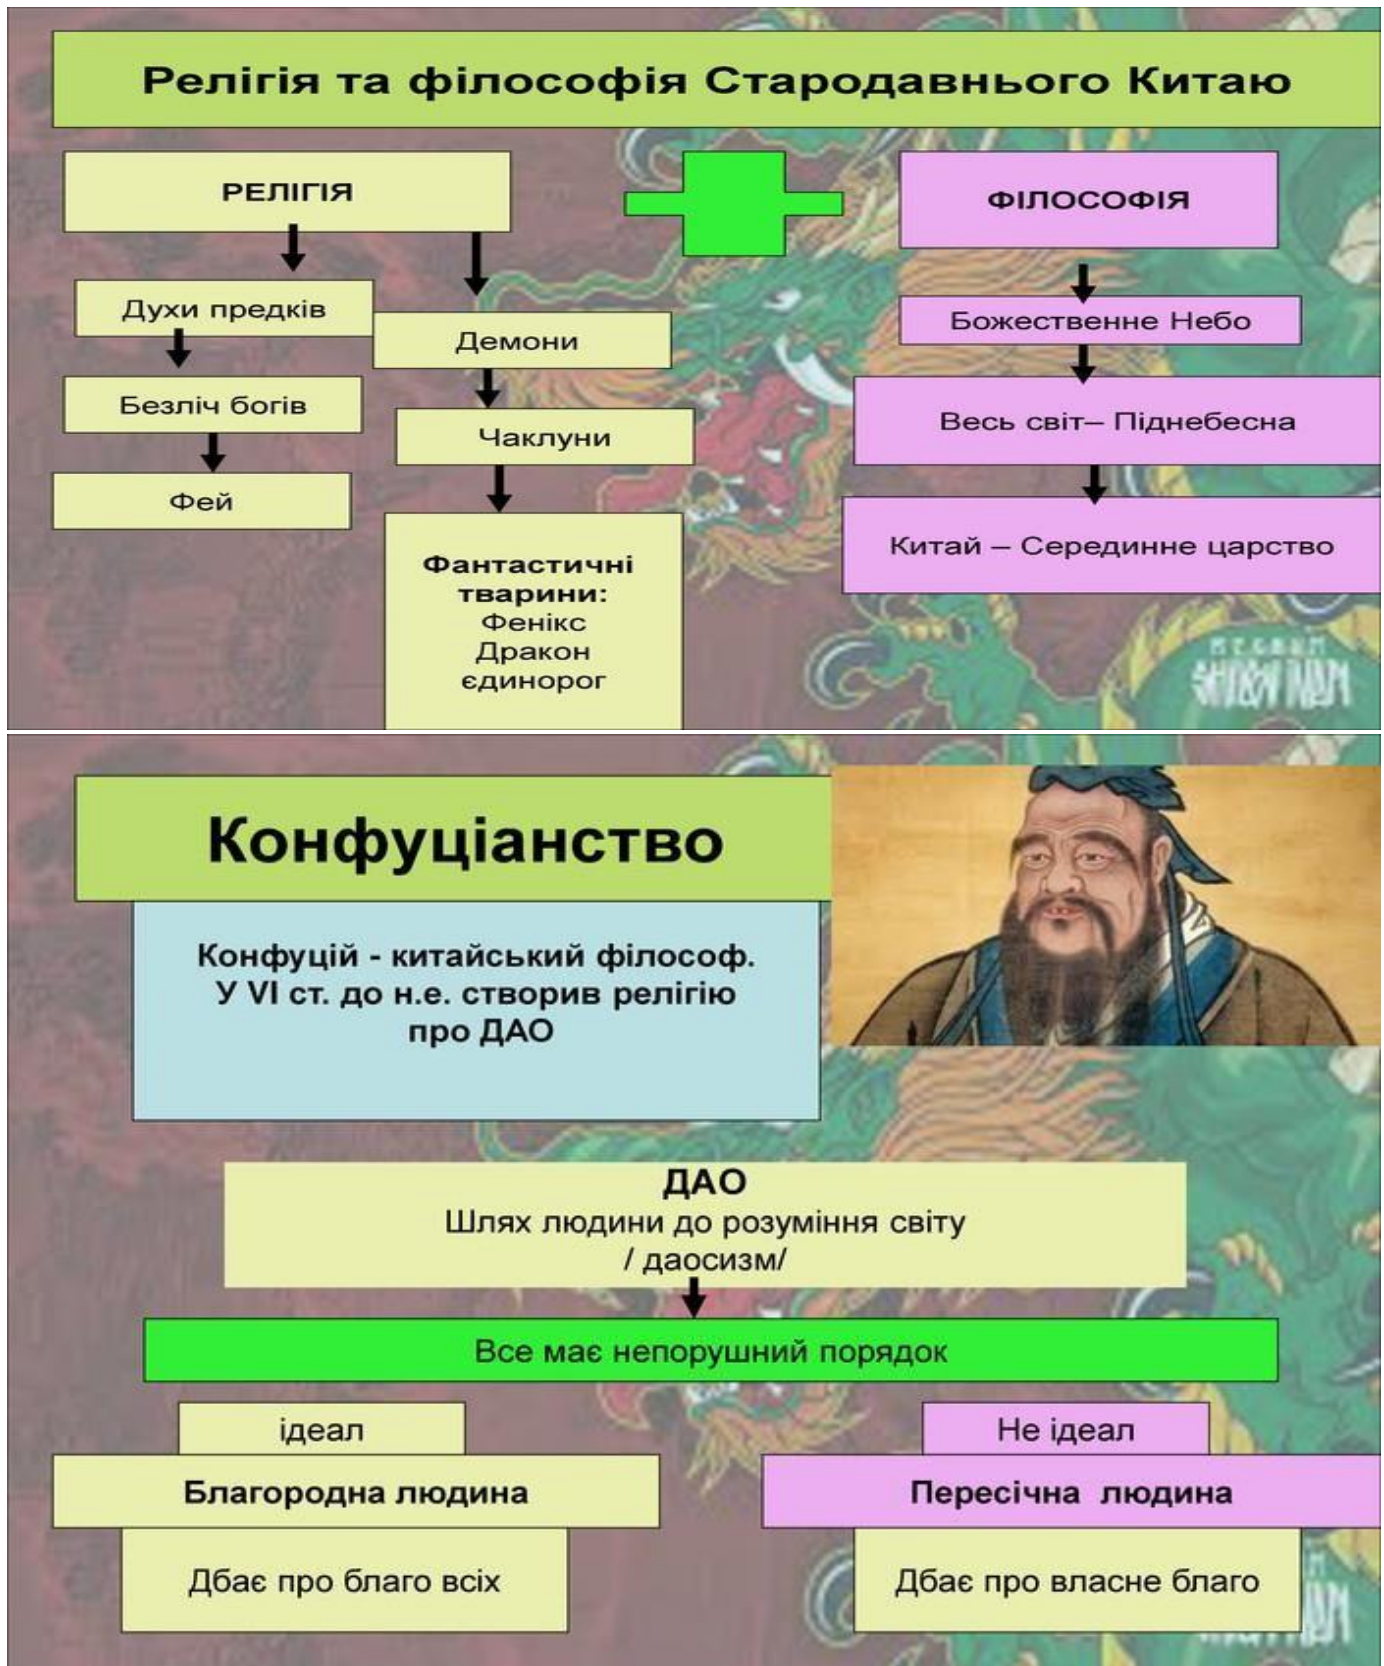 Релігія та філософія Стародавнього Китаю
РЕЛІГІЯ
ФІЛОСОФІЯ
Духи предків
Демони
Безліч богів
Чаклуни
Фей
Фантастичні
тварини:
Фенікс
Дракон
єдинорог
Божественне Небо
Весь світ– Піднебесна
Китай – Серединне царство
Конфуціанство
Конфуцій - китайський філософ.
У VI ст. до н.е. створив релігію
про ДАО
ДАО
Шлях людини до розуміння світу
/ даосизм/
Все має непорушний порядок
ідеал
Благородна людина
Дбає про благо всіх
Не ідеал
Пересічна людина
Дбає про власне благо